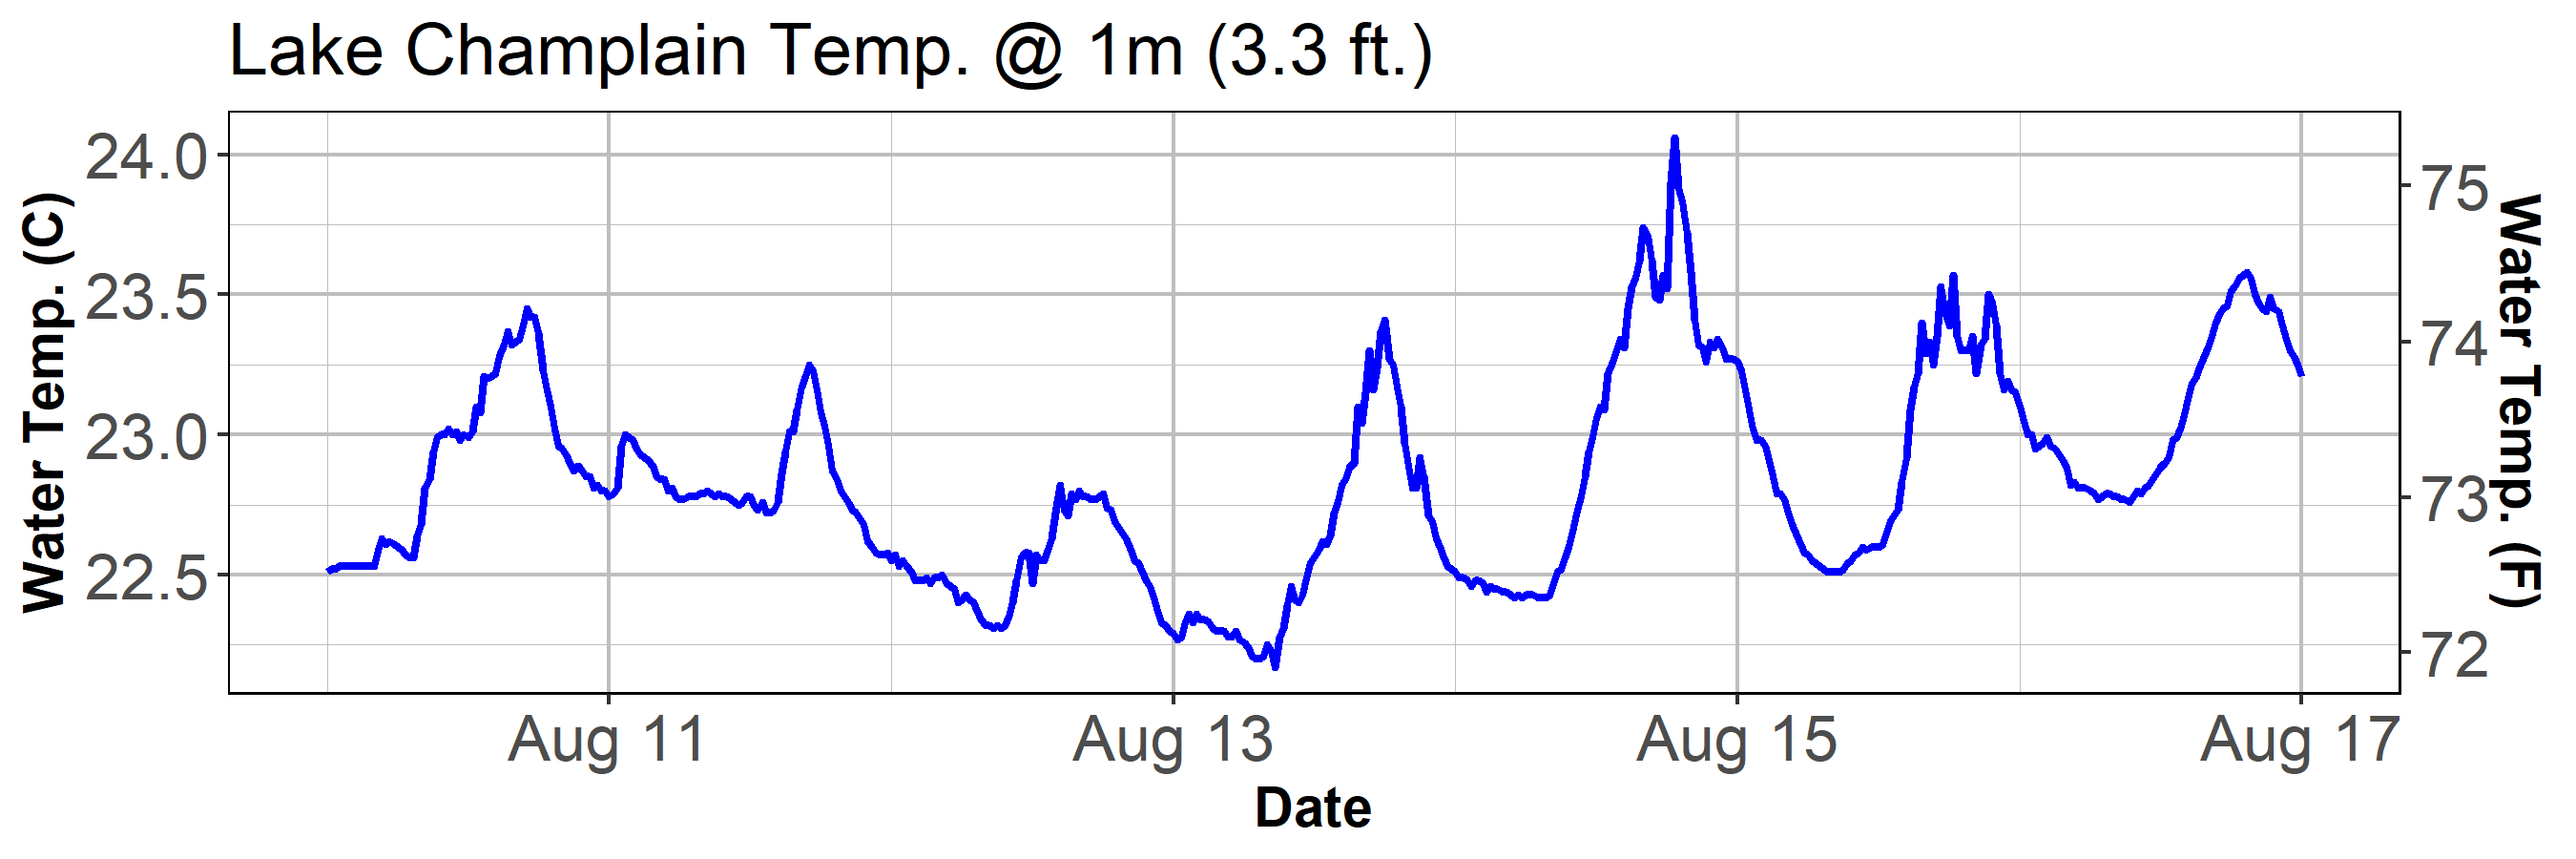 Lake Champlain Temp. @ 1m (3.3 ft.)
Water Temp. (C)
24.0
23.5
23.0
22.5
75
74
73
72
Water Temp. (F)
Aug 11
Aug 13
Aug 15
Aug 17
Date